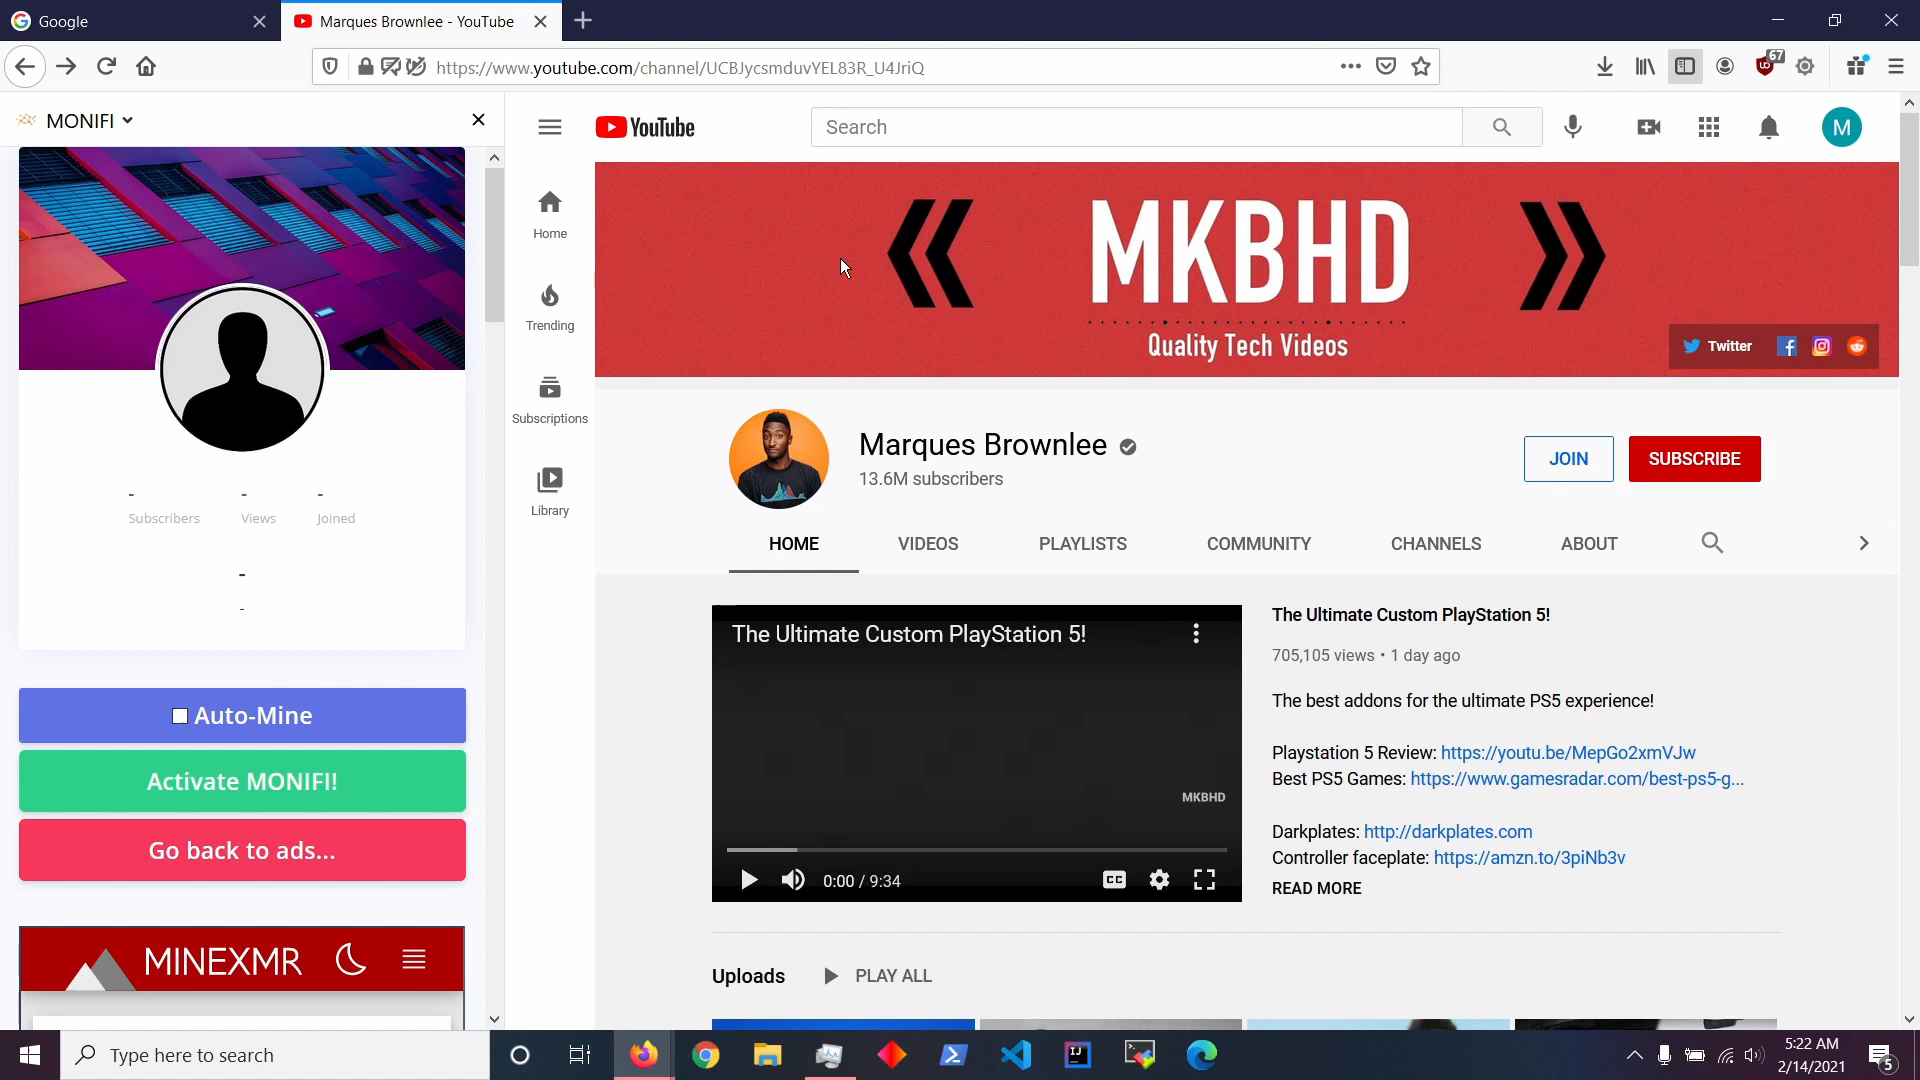 Google
Marques Brownlee - YouTube
https://www.youtube.com/channel/UCBJycsmduvYEL83R_U4JriQ
67
MONIFI
YouTube
Search
M
Home
Trending
Subscriptions
Library
MKBHD
Quality Tech Videos
Twitter
Marques Brownlee
13.6M subscribers
JOIN
SUBSCRIBE
HOME
VIDEOS
PLAYLISTS
COMMUNITY
CHANNELS
ABOUT
- - -
Subscribers Views Joined
-
-
Auto-Mine
Activate MONIFI!
Go back to ads...
MINEXMR
The Ultimate Custom PlayStation 5!
MKBHD
0:00 / 9:34
CC
The Ultimate Custom PlayStation 5!
705,105 views • 1 day ago
The best addons for the ultimate PS5 experience!
Playstation 5 Review: https://youtu.be/MepGo2xmVJw
Best PS5 Games: https://www.gamesradar.com/best-ps5-g...
Darkplates: http://darkplates.com
Controller faceplate: https://amzn.to/3piNb3v
READ MORE
Uploads
PLAY ALL
Type here to search
IJ
5:22 AM
2/14/2021
5